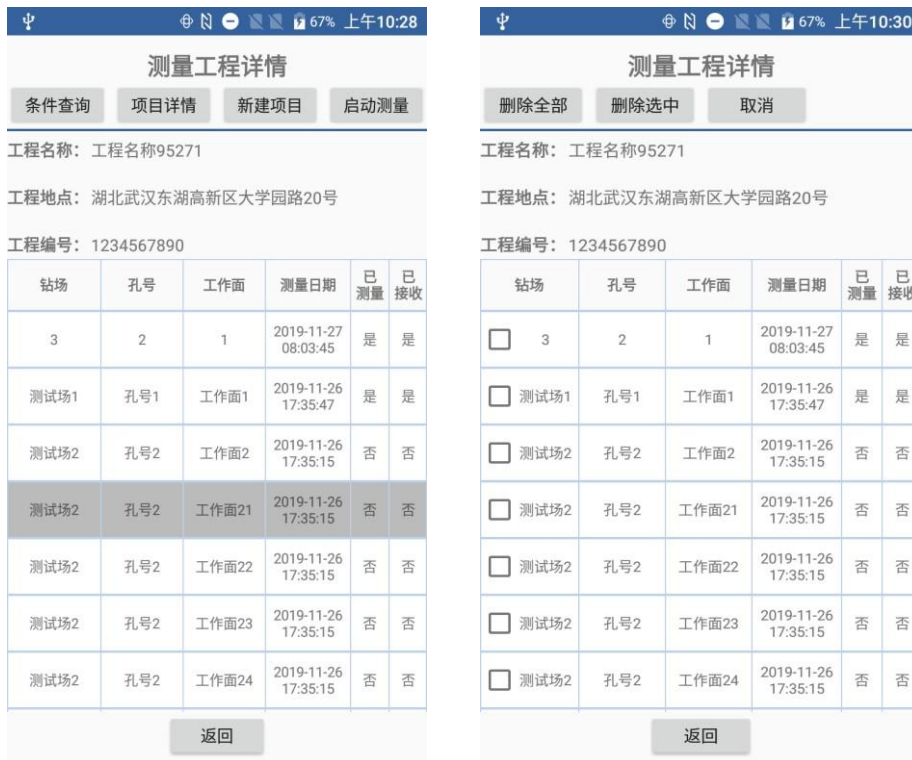 67% 上午10:28
测量工程详情
条件查询 项目详情 新建项目 启动测量
工程名称: 工程名称95271
工程地点: 湖北武汉东湖高新区大学园路20号
工程编号: 1234567890
钻场 孔号 工作面 测量日期 已测量 已接收
3 2 1 2019-11-27 08:03:45 是 是
测试场1 孔号1 工作面1 2019-11-26 17:35:47 是 是
测试场2 孔号2 工作面2 2019-11-26 17:35:15 否 否
测试场2 孔号2 工作面21 2019-11-26 17:35:15 否 否
测试场2 孔号2 工作面22 2019-11-26 17:35:15 否 否
测试场2 孔号2 工作面23 2019-11-26 17:35:15 否 否
测试场2 孔号2 工作面24 2019-11-26 17:35:15 否 否
返回
67% 上午10:30
测量工程详情
删除全部 删除选中 取消
工程名称: 工程名称95271
工程地点: 湖北武汉东湖高新区大学园路20号
工程编号: 1234567890
钻场 孔号 工作面 测量日期 已测量 已接收
3 2 1 2019-11-27 08:03:45 是 是
测试场1 孔号1 工作面1 2019-11-26 17:35:47 是 是
测试场2 孔号2 工作面2 2019-11-26 17:35:15 否 否
测试场2 孔号2 工作面21 2019-11-26 17:35:15 否 否
测试场2 孔号2 工作面22 2019-11-26 17:35:15 否 否
测试场2 孔号2 工作面23 2019-11-26 17:35:15 否 否
测试场2 孔号2 工作面24 2019-11-26 17:35:15 否 否
返回